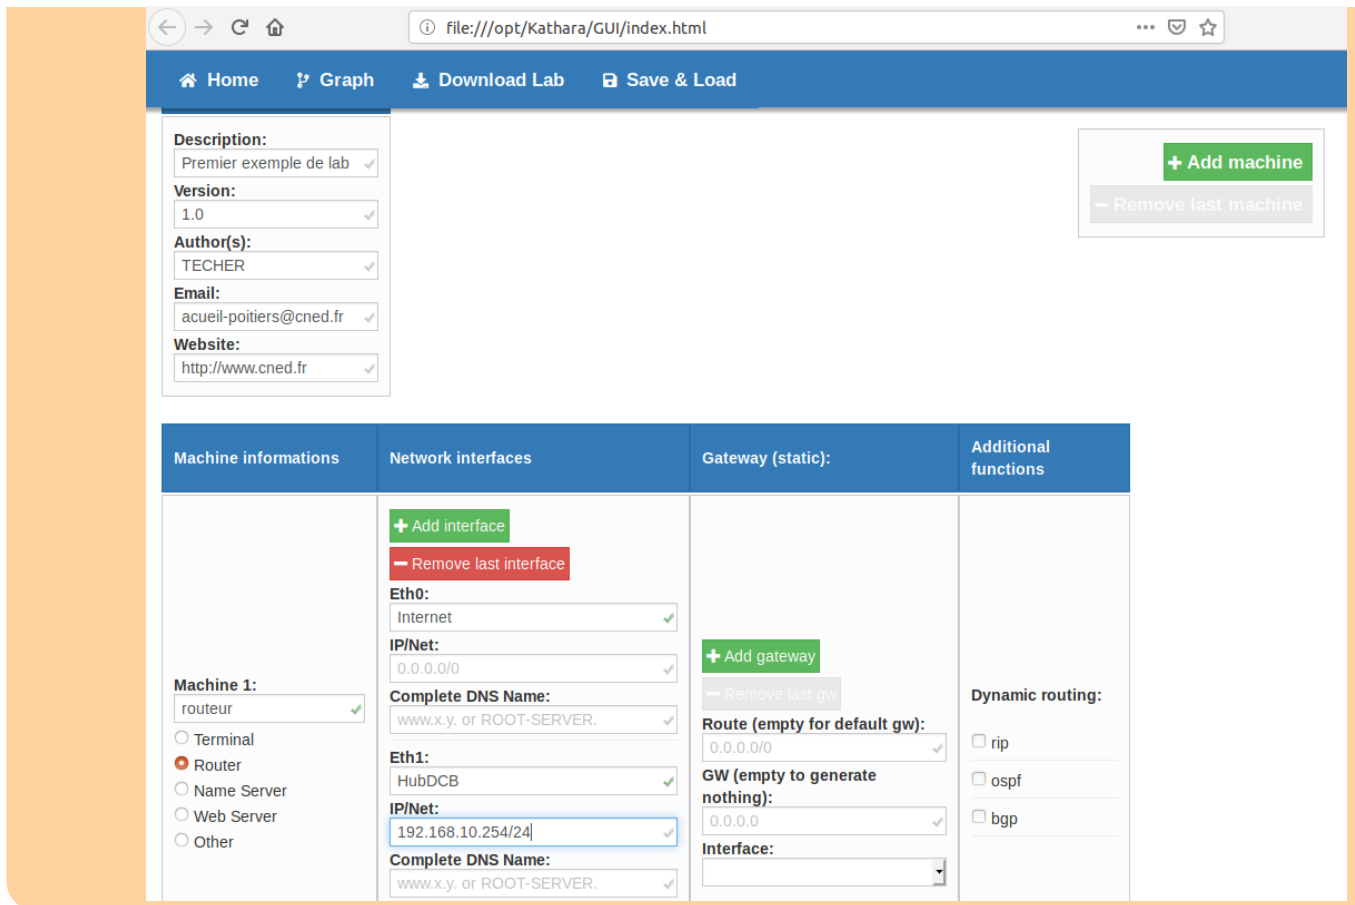 file:///opt/Kathara/GUI/index.html
Home Graph Download Lab Save & Load
Description:
Premier exemple de lab
Version:
1.0
Author(s):
TECHER
Email:
acueil-poitiers@cned.fr
Website:
http://www.cned.fr
Add machine
Remove last machine
Machine informations
Network interfaces
Gateway (static):
Additional
functions
Machine 1:
routeur
Terminal
Router
Name Server
Web Server
Other
Add interface
Remove last interface
Eth0:
Internet
IP/Net:
0.0.0.0/0
Complete DNS Name:
www.x.y. or ROOT-SERVER.
Eth1:
HubDCB
IP/Net:
192.168.10.254/24
Complete DNS Name:
www.x.y. or ROOT-SERVER.
Add gateway
Remove last gw
Route (empty for default gw):
0.0.0.0/0
GW (empty to generate
nothing):
0.0.0.0
Interface:
Dynamic routing:
rip
ospf
bgp